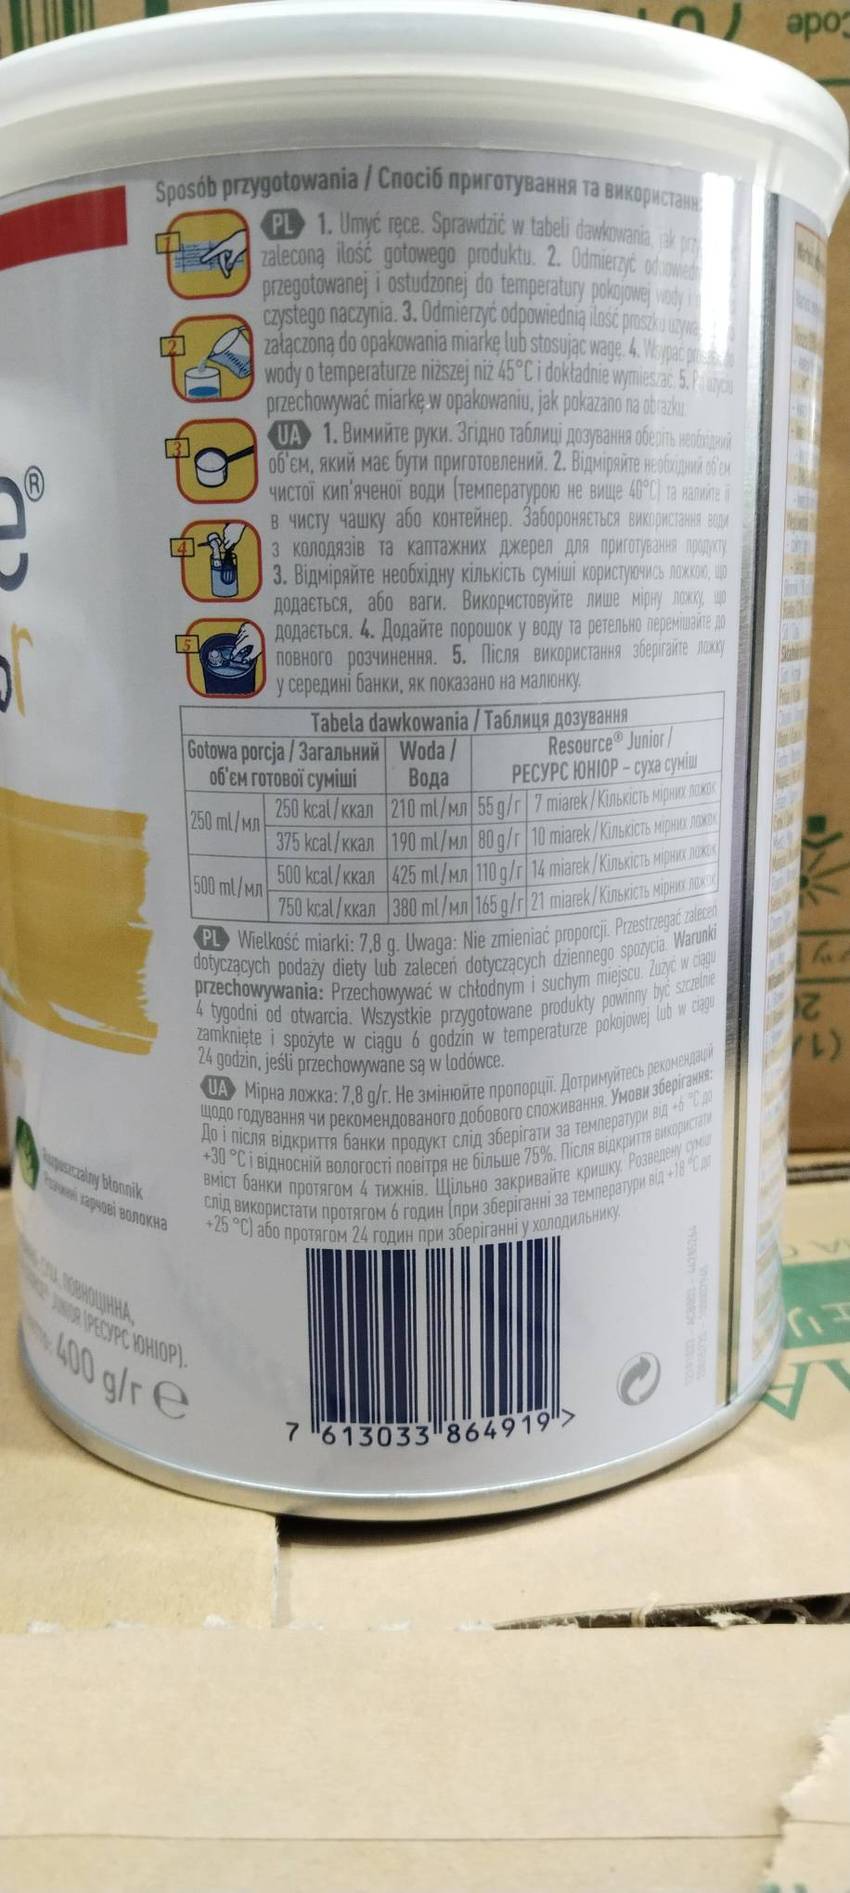 Code
Sposób przygotowania / Спосіб приготування та використанн
PL 1. Umyć ręce. Sprawdzić w tabeli dawkowania, jak
zaleconą ilość gotowego produktu. 2. Odmierzyć
przegotowanej i ostudzonej do temperatury pokojowej wody i
czystego naczynia. 3. Odmierzyć odpowiednią ilość proszku
załączoną do opakowania miarkę lub stosując wagę. 4. Wsypać
wody o temperaturze niższej niż 45°C i dokładnie wymieszać. 5. Po użyciu
przechowywać miarkę w opakowaniu, jak pokazano na obrazku.
UA 1. Вимийте руки. Згідно таблиці дозування оберіть необхідний
об'єм, який має бути приготовлений. 2. Відміряйте необхідний об'єм
чистої кип'яченої води (температурою не вище 40°C) та налийте її
в чисту чашку або контейнер. Забороняється використання води
з колодязів та каптажних джерел для приготування продукту.
3. Відміряйте необхідну кількість суміші користуючись ложкою, що
додається, або ваги. Використовуйте лише мірну ложку, що
додається. 4. Додайте порошок у воду та ретельно перемішайте до
повного розчинення. 5. Після використання зберігайте ложку
у середині банки, як показано на малюнку.
1
2
3
4
5
Tabela dawkowania / Таблиця дозування
Gotowa porcja / Загальний об'єм готової суміші Woda / Вода Resource® Junior / РЕСУРС ЮНІОР – суха суміш
250 ml/мл 250 kcal/ккал 210 ml/мл 55 g/г 7 miarek/Кількість мірних ложок
375 kcal/ккал 190 ml/мл 80 g/г 10 miarek/Кількість мірних ложок
500 ml/мл 500 kcal/ккал 425 ml/мл 110 g/г 14 miarek/Кількість мірних ложок
750 kcal/ккал 380 ml/мл 165 g/г 21 miarek/Кількість мірних ложок
PL Wielkość miarki: 7,8 g. Uwaga: Nie zmieniać proporcji. Przestrzegać zaleceń
dotyczących podaży diety lub zaleceń dotyczących dziennego spożycia. Warunki
przechowywania: Przechowywać w chłodnym i suchym miejscu. Zużyć w ciągu
4 tygodni od otwarcia. Wszystkie przygotowane produkty powinny być szczelnie
zamknięte i spożyte w ciągu 6 godzin w temperaturze pokojowej lub w ciągu
24 godzin, jeśli przechowywane są w lodówce.
UA Мірна ложка: 7,8 g/г. Не змінюйте пропорції. Дотримуйтесь рекомендацій
щодо годування чи рекомендованого добового споживання. Умови зберігання:
До і після відкриття банки продукт слід зберігати за температури від +6 °C до
+30 °C і відносній вологості повітря не більше 75%. Після відкриття використати
вміст банки протягом 4 тижнів. Щільно закривайте кришку. Розведену суміш
слід використати протягом 6 годин (при зберіганні за температури від +18 °C до
+25 °C) або протягом 24 годин при зберіганні у холодильнику.
Rozpuszczalny błonnik
Розчинні харчові волокна
ПОВНОЦІННА,
JUNIOR (РЕСУРС ЮНІОР).
400 g/г e
7 613033 864919 >